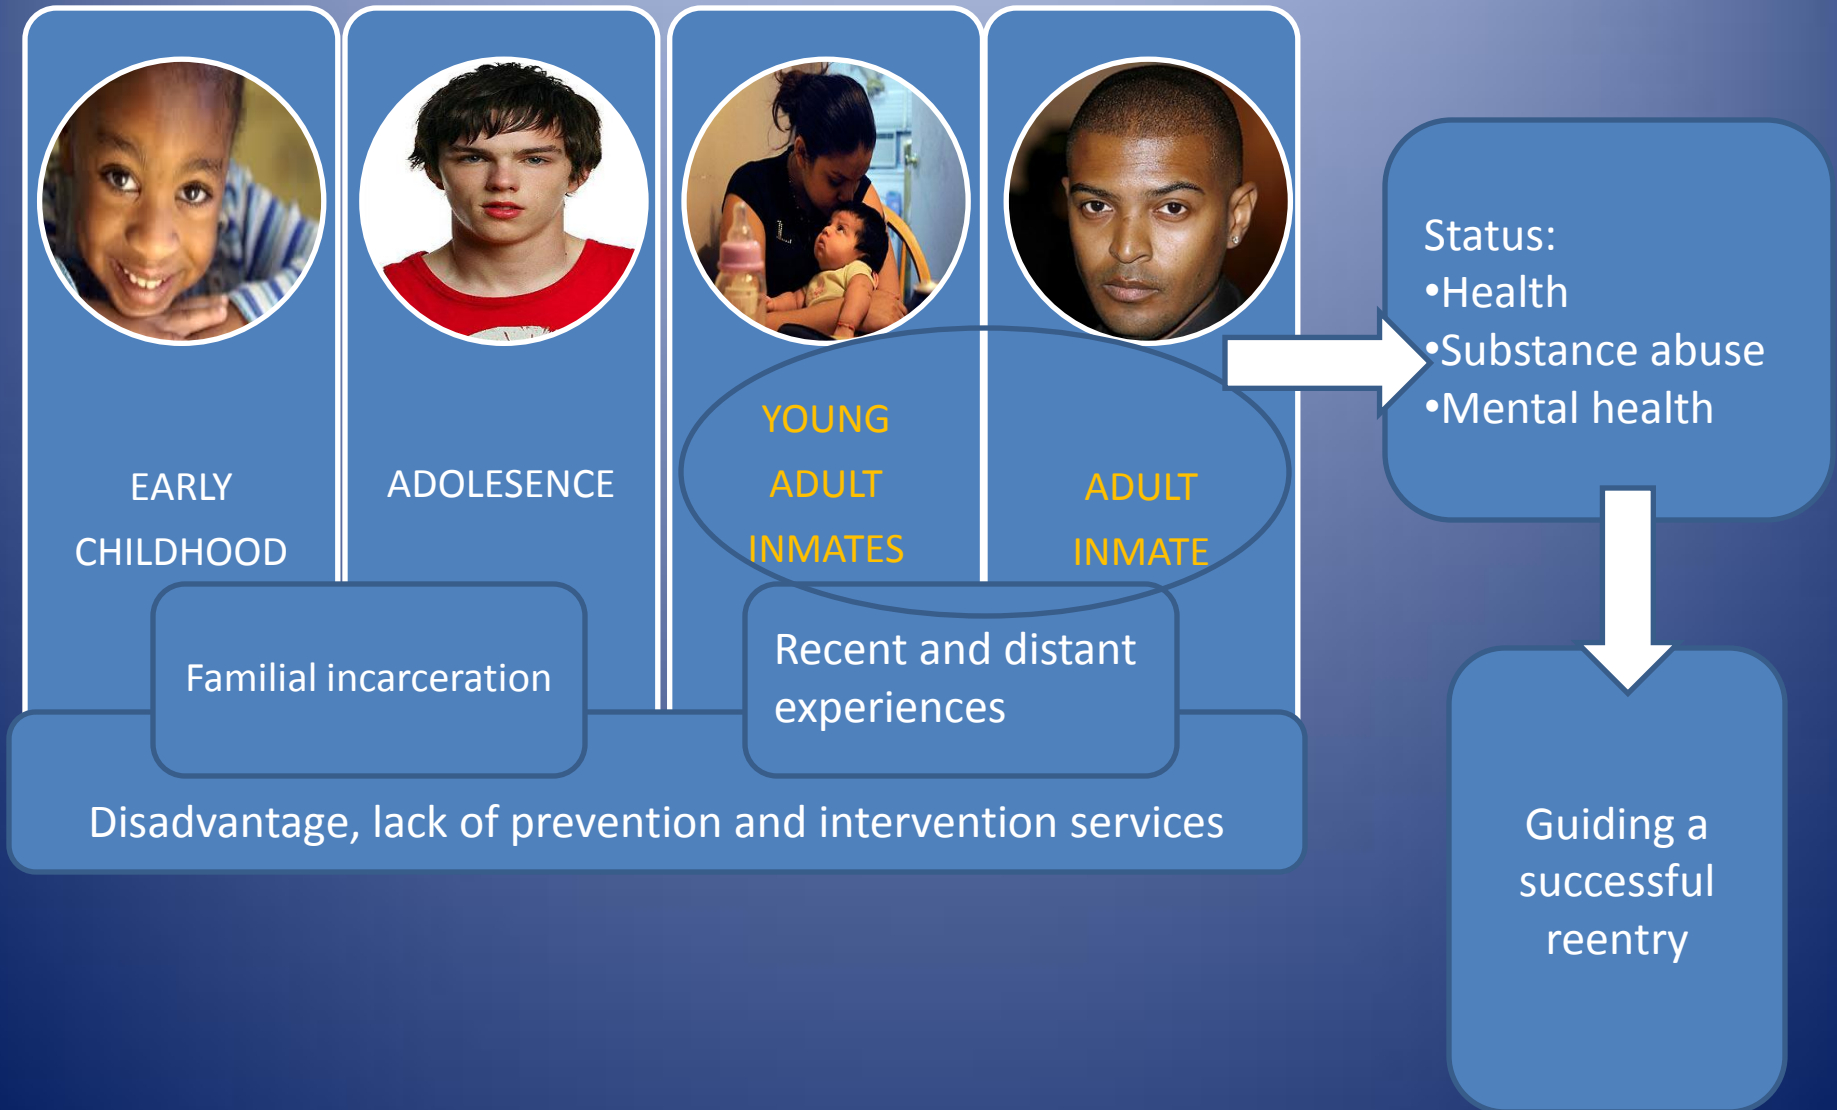 EARLY
CHILDHOOD
ADOLESENCE
YOUNG
ADULT
INMATES
ADULT
INMATE
Familial incarceration
Recent and distant
experiences
Disadvantage, lack of prevention and intervention services
Status:
•Health
•Substance abuse
•Mental health
Guiding a
successful
reentry